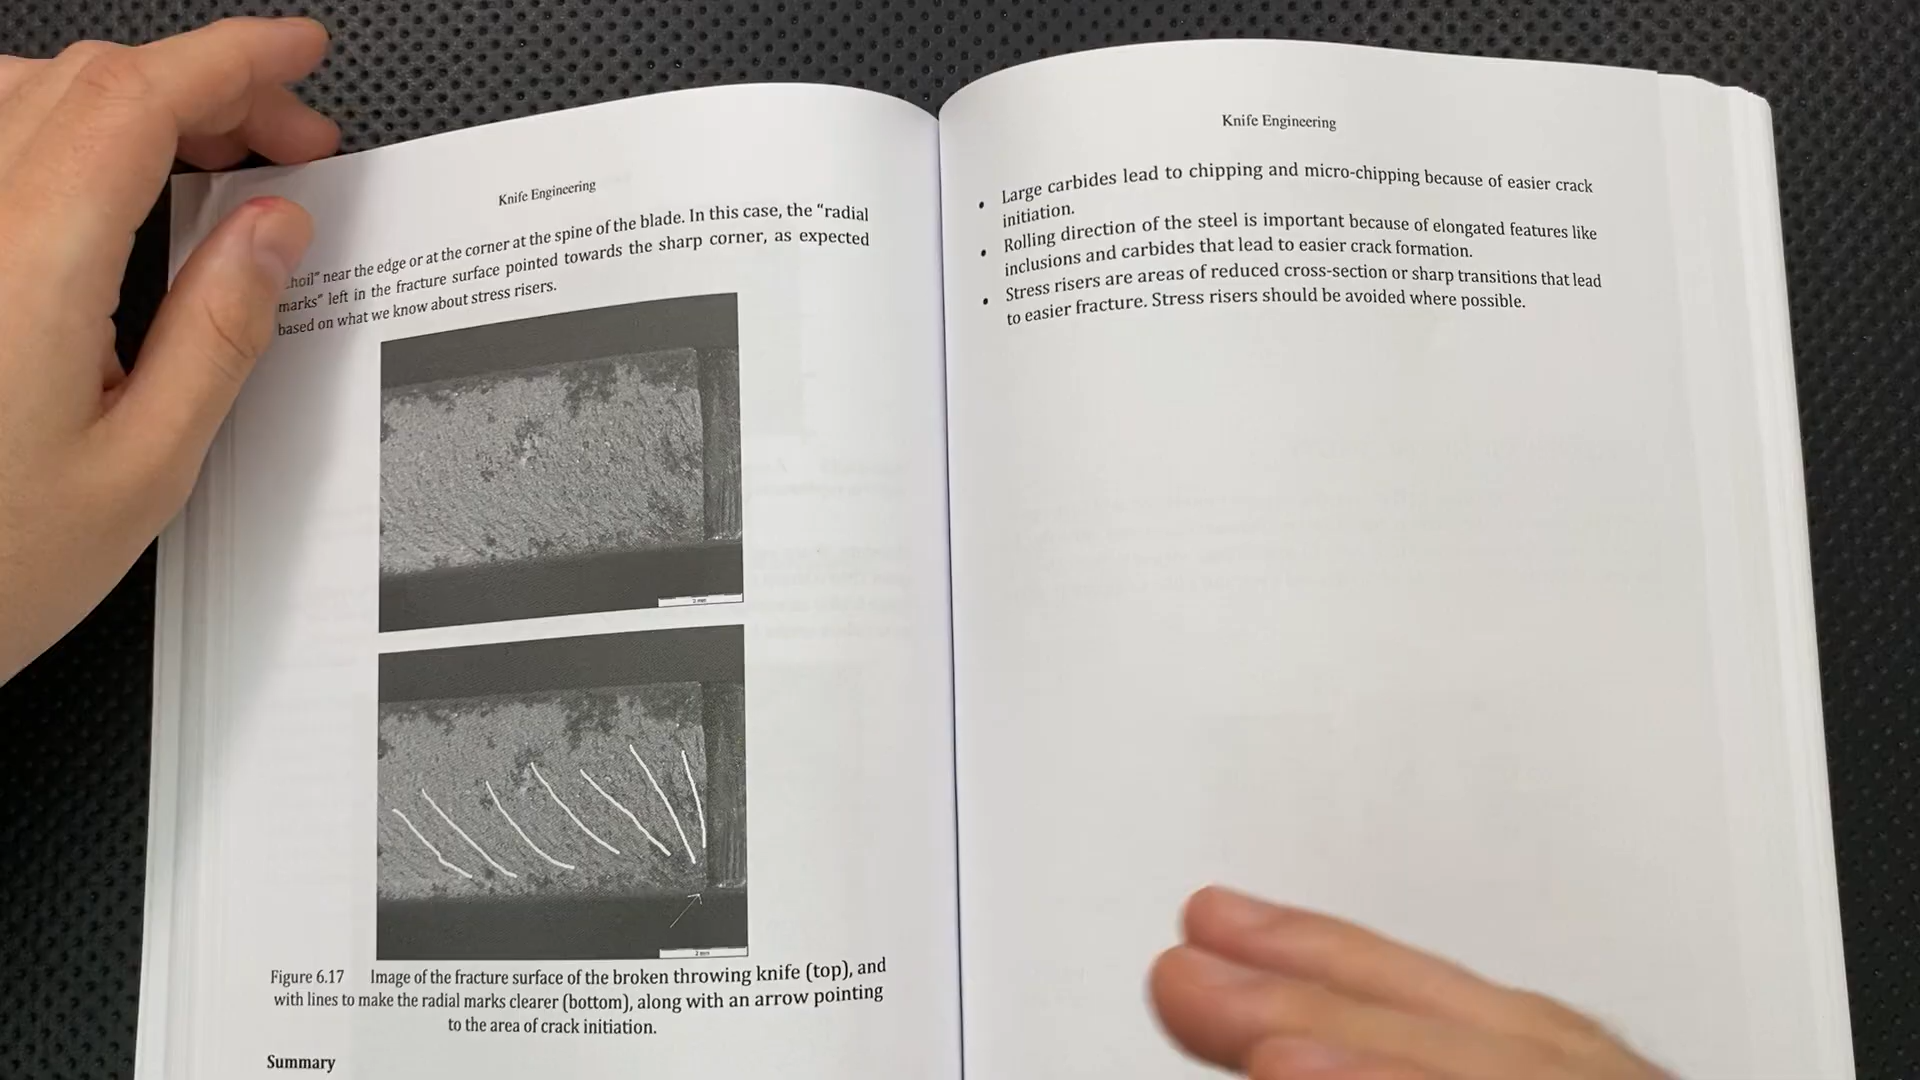 Knife Engineering
hoil” near the edge or at the corner at the spine of the blade. In this case, the “radial
marks” left in the fracture surface pointed towards the sharp corner, as expected
based on what we know about stress risers.
2 mm
2 mm
Figure 6.17 Image of the fracture surface of the broken throwing knife (top), and
with lines to make the radial marks clearer (bottom), along with an arrow pointing
to the area of crack initiation.
Summary
Knife Engineering
• Large carbides lead to chipping and micro-chipping because of easier crack
initiation.
• Rolling direction of the steel is important because of elongated features like
inclusions and carbides that lead to easier crack formation.
• Stress risers are areas of reduced cross-section or sharp transitions that lead
to easier fracture. Stress risers should be avoided where possible.